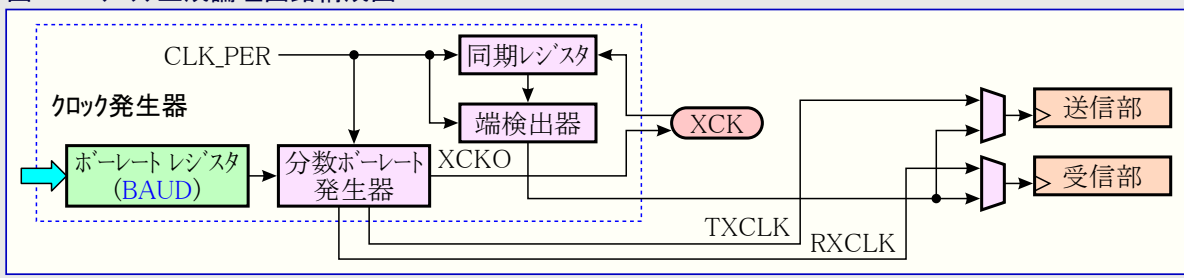 CLK_PER
同期レジスタ
クロック発生器
端検出器
XCK
送信部
ボーレート レジスタ
(BAUD)
分数ボーレート
発生器
XCKO
受信部
TXCLK
RXCLK